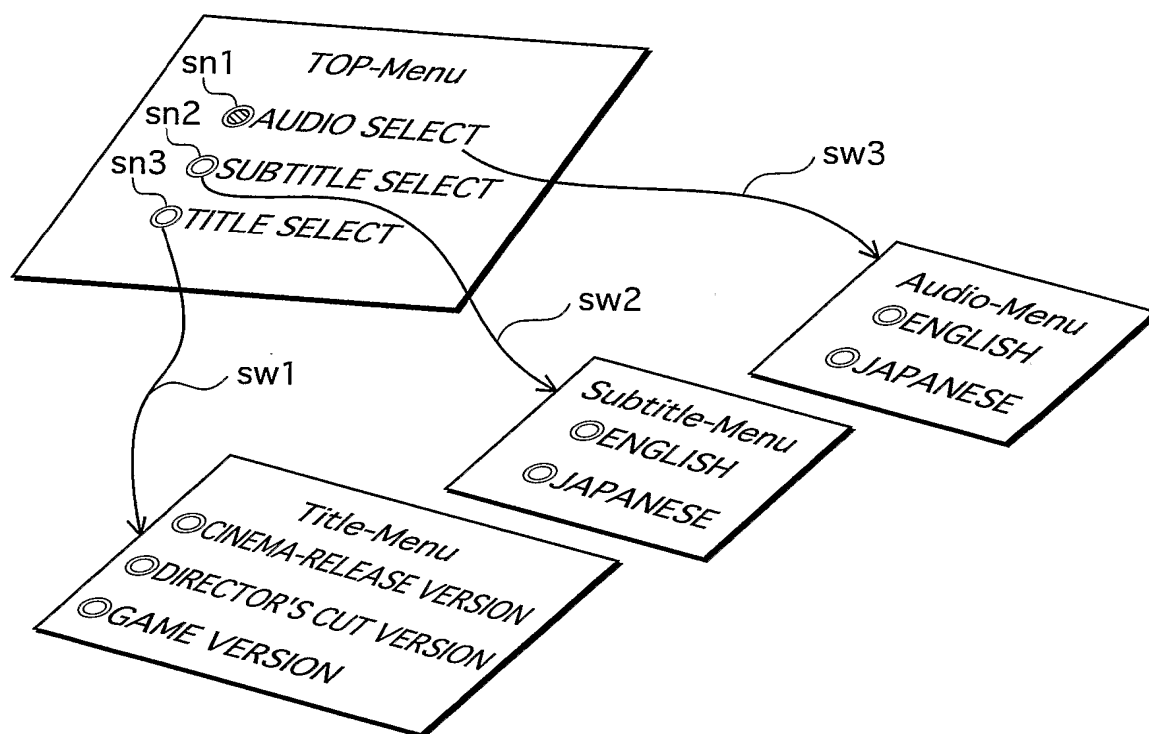 TOP-Menu
sn1
AUDIO SELECT
sn2
SUBTITLE SELECT
sn3
TITLE SELECT
sw3
sw2
sw1
Audio-Menu
ENGLISH
JAPANESE
Subtitle-Menu
ENGLISH
JAPANESE
Title-Menu
CINEMA-RELEASE VERSION
DIRECTOR'S CUT VERSION
GAME VERSION